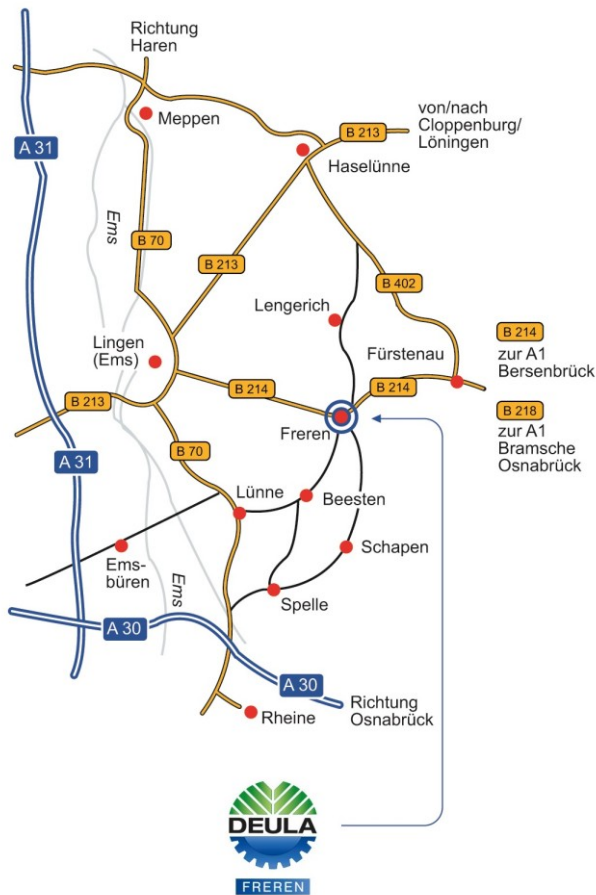 Richtung
Haren
Meppen
B 213
von/nach
Cloppenburg/
Löningen
A 31
Haselünne
Ems
B 70
B 213
B 402
Lengerich
Lingen
(Ems)
Fürstenau
B 214
zur A1
Bersenbrück
B 213
B 214
B 214
B 218
zur A1
Bramsche
Osnabrück
Freren
A 31
B 70
Lünne
Beesten
Schapen
Ems-
büren
Ems
Spelle
A 30
A 30
Richtung
Osnabrück
Rheine
DEULA
FREREN